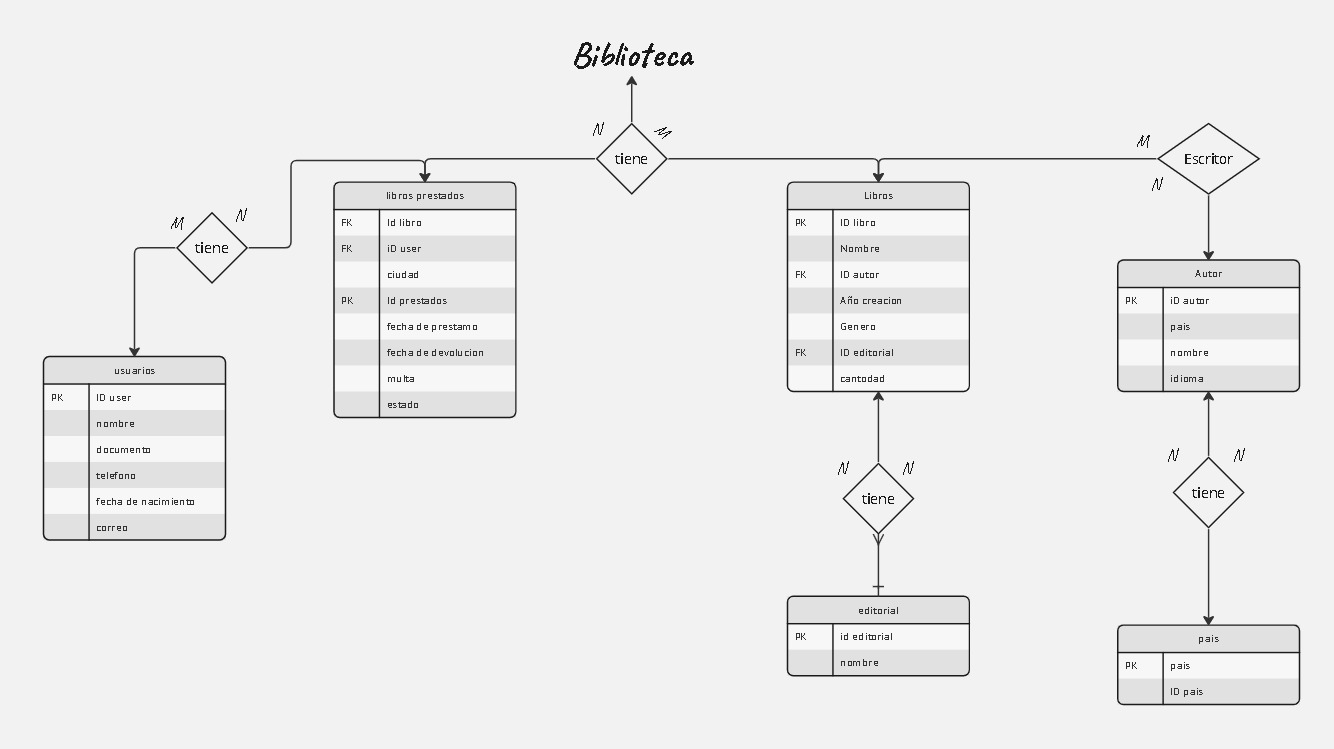 Biblioteca
N
M
tiene
M
N
Escritor
M
N
tiene
libros prestados
FK Id libro
FK iD user
ciudad
PK Id prestados
fecha de prestamo
fecha de devolucion
multa
estado
Libros
PK ID libro
Nombre
FK ID autor
Año creacion
Genero
FK ID editorial
cantodad
Autor
PK iD autor
pais
nombre
idioma
usuarios
PK ID user
nombre
documento
telefono
fecha de nacimiento
correo
N
N
tiene
N
N
tiene
editorial
PK id editorial
nombre
pais
PK pais
ID pais